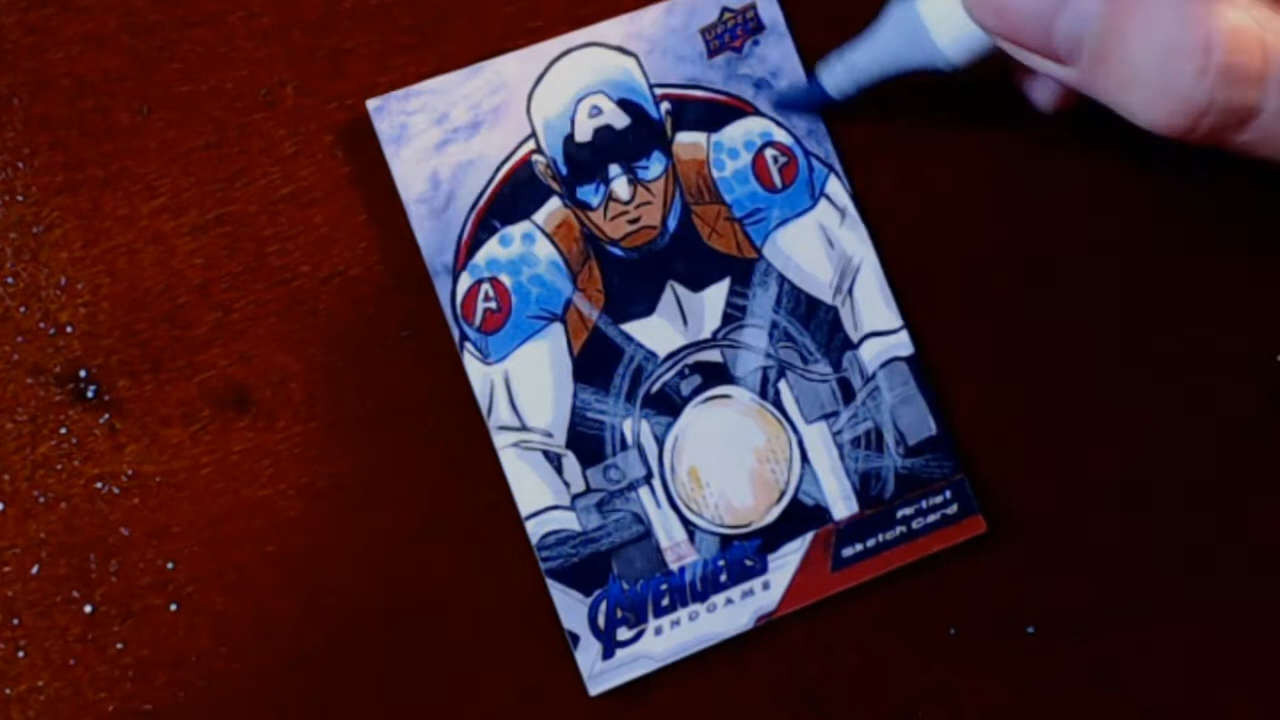 UPPER
DECK
A
A
A
Artist
Sketch Card
AVENGERS
ENDGAME